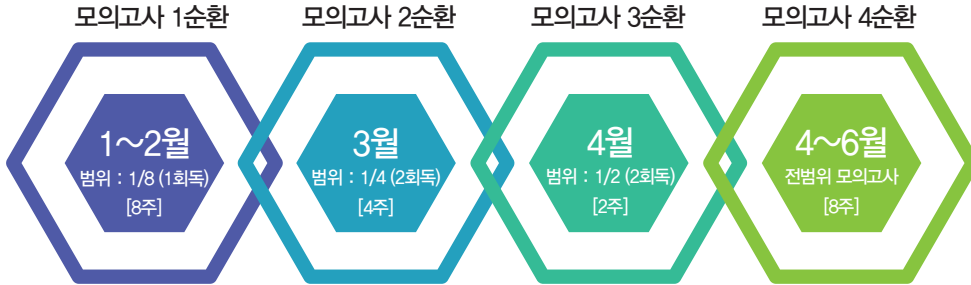 모의고사 1순환
모의고사 2순환
모의고사 3순환
모의고사 4순환
1~2월
범위 : 1/8 (1회독)
[8주]
3월
범위 : 1/4 (2회독)
[4주]
4월
범위 : 1/2 (2회독)
[2주]
4~6월
전범위 모의고사
[8주]